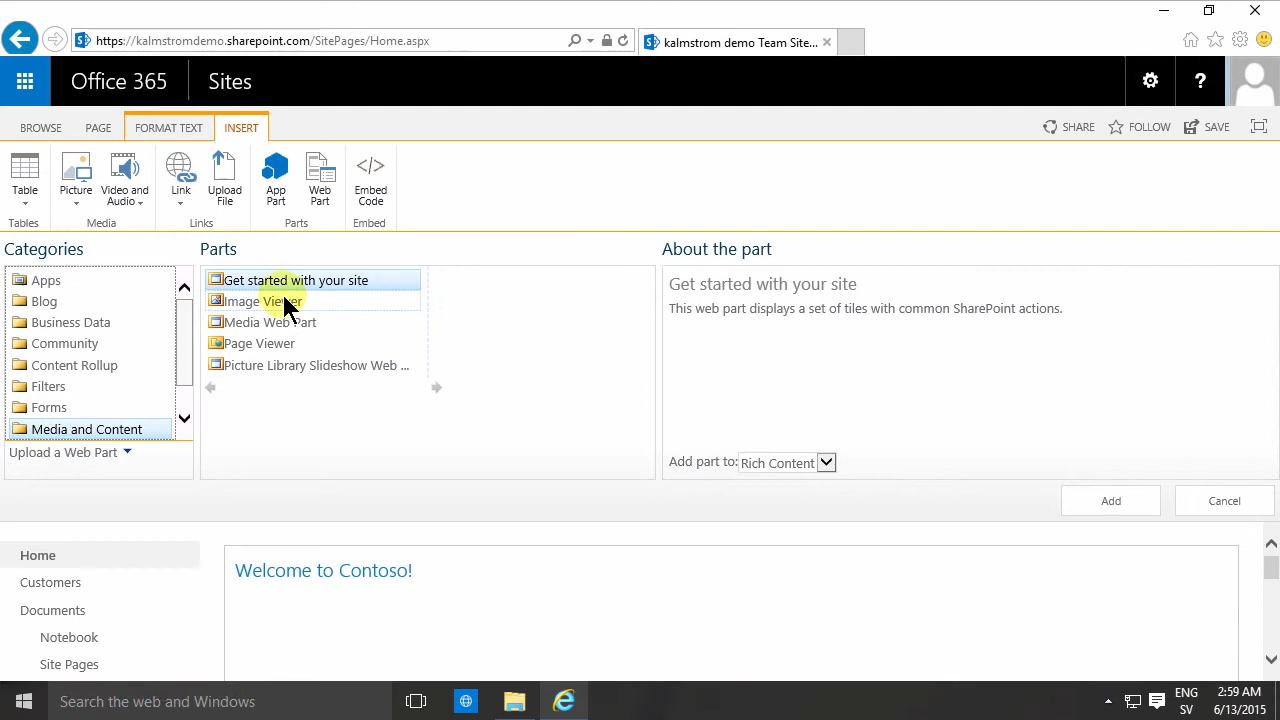 https://kalmstromdemo.sharepoint.com/SitePages/Home.aspx
kalmstrom demo Team Site...
Office 365
Sites
BROWSE
PAGE
FORMAT TEXT
INSERT
SHARE
FOLLOW
SAVE
Table
Picture
Video and Audio
Link
Upload File
App Part
Web Part
Embed Code
Tables
Media
Links
Parts
Embed
Categories
Parts
About the part
Apps
Blog
Business Data
Community
Content Rollup
Filters
Forms
Media and Content
Upload a Web Part
Get started with your site
Image Viewer
Media Web Part
Page Viewer
Picture Library Slideshow Web ...
Get started with your site
This web part displays a set of tiles with common SharePoint actions.
Add part to: Rich Content
Add
Cancel
Home
Customers
Documents
Notebook
Site Pages
Welcome to Contoso!
Search the web and Windows
ENG
SV
2:59 AM
6/13/2015